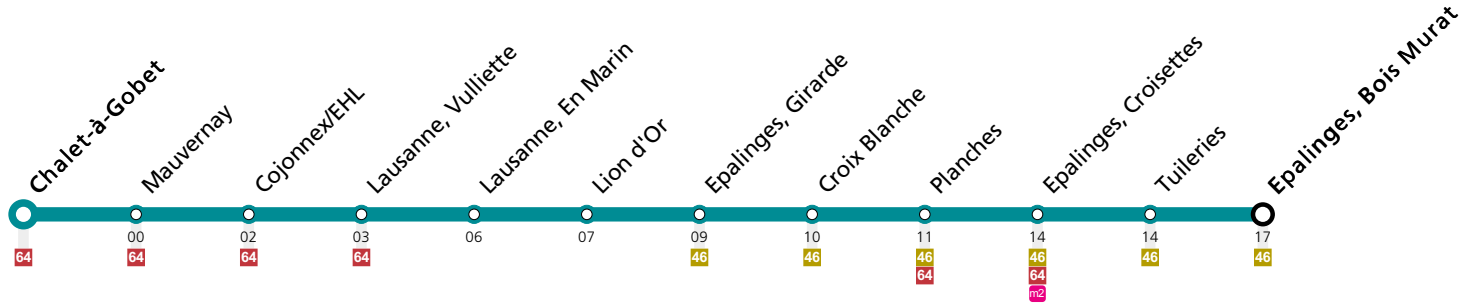 Chalet-à-Gobet
Mauvernay
Cojonnex/EHL
Lausanne, Vulliette
Lausanne, En Marin
Lion d'Or
Epalinges, Girarde
Croix Blanche
Planches
Epalinges, Croisettes
Tuileries
Epalinges, Bois Murat
00 02 03 06 07 09 10 11 14 14 17
64 64 64 64 46 46 46 46 46 46
64 64
m2